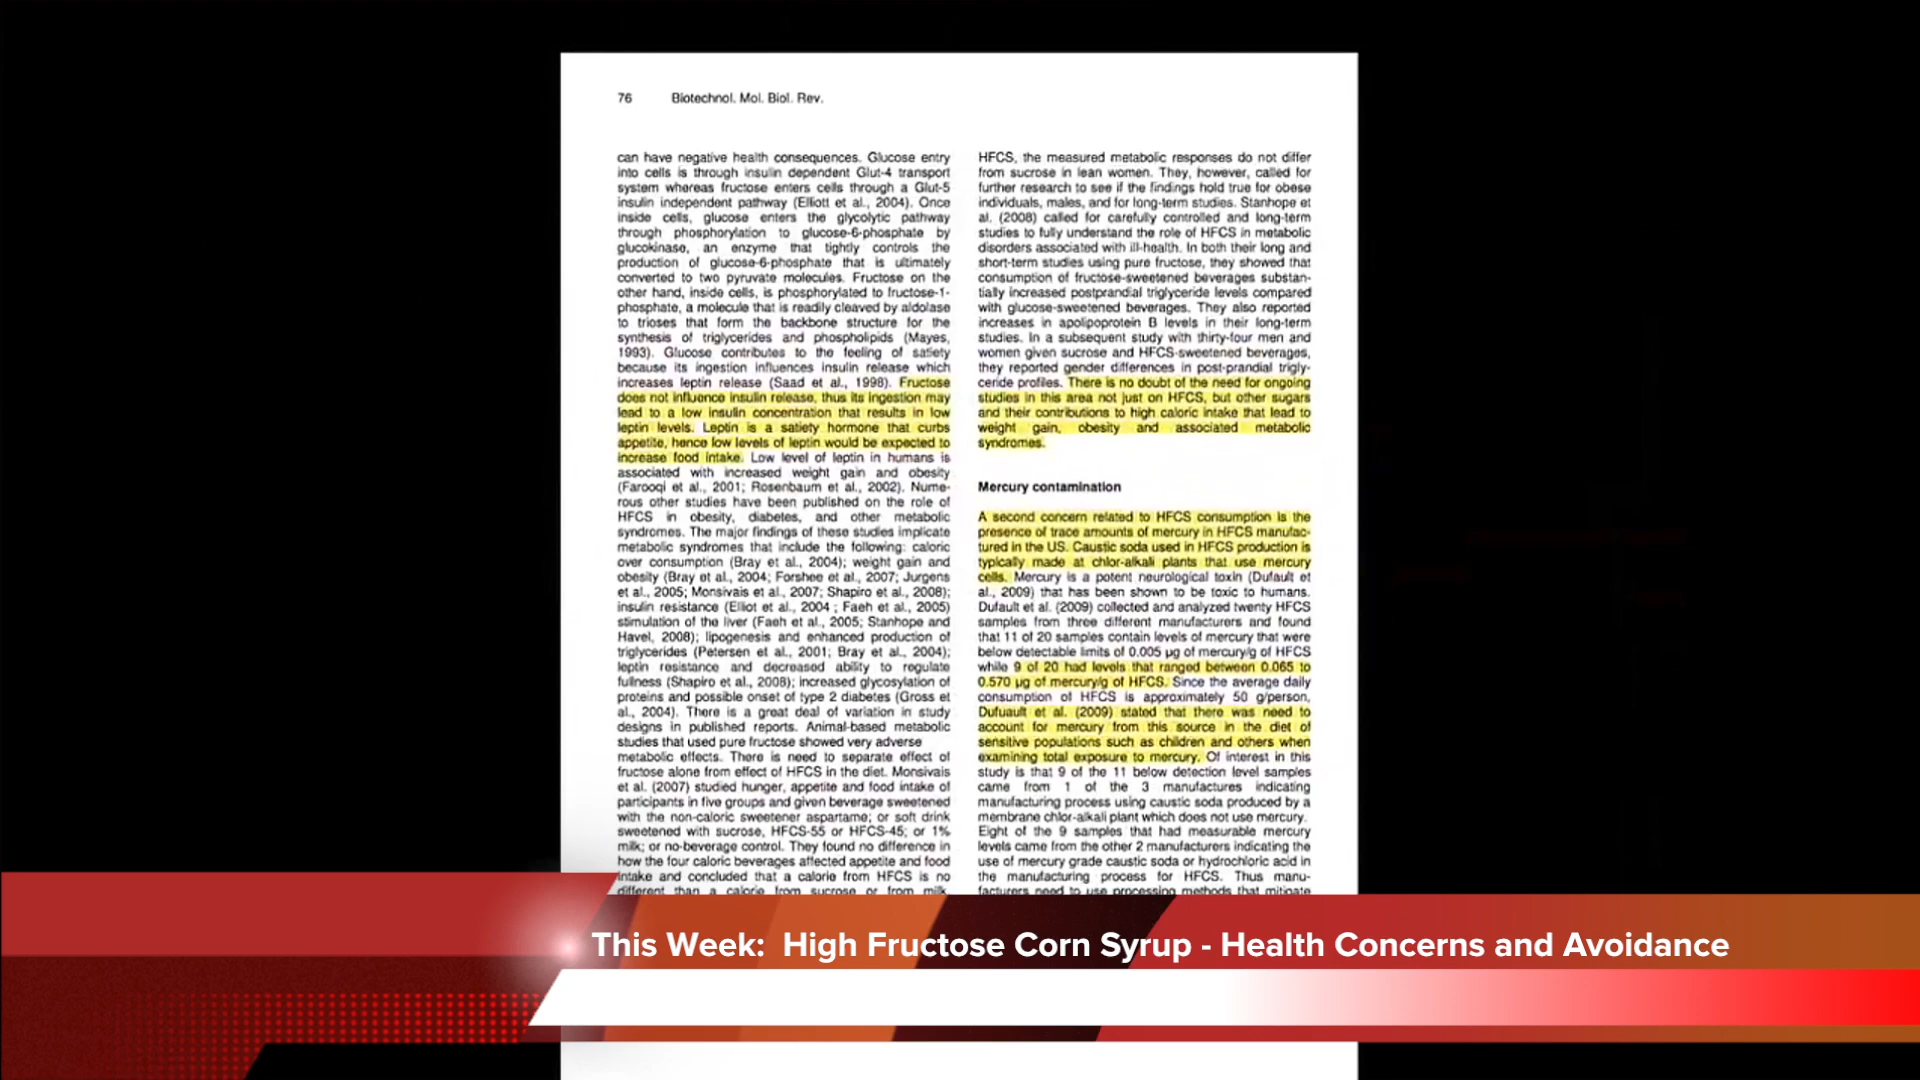 76 Biotechnol. Mol. Biol. Rev.
can have negative health consequences. Glucose entry
into cells is through insulin dependent Glut-4 transport
system whereas fructose enters cells through a Glut-5
insulin independent pathway (Elliott et al., 2004). Once
inside cells, glucose enters the glycolytic pathway
through phosphorylation to glucose-6-phosphate by
glucokinase, an enzyme that tightly controls the
production of glucose-6-phosphate that is ultimately
converted to two pyruvate molecules. Fructose on the
other hand, inside cells, is phosphorylated to fructose-1-
phosphate, a molecule that is readily cleaved by aldolase
to trioses that form the backbone structure for the
synthesis of triglycerides and phospholipids (Mayes,
1993). Glucose contributes to the feeling of satiety
because its ingestion influences insulin release which
increases leptin release (Saad et al., 1998). Fructose
does not influence insulin release, thus its ingestion may
lead to a low insulin concentration that results in low
leptin levels. Leptin is a satiety hormone that curbs
appetite, hence low levels of leptin would be expected to
increase food intake. Low level of leptin in humans is
associated with increased weight gain and obesity
(Farooqi et al., 2001; Rosenbaum et al., 2002). Nume-
rous other studies have been published on the role of
HFCS in obesity, diabetes, and other metabolic
syndromes. The major findings of these studies implicate
metabolic syndromes that include the following: caloric
over consumption (Bray et al., 2004); weight gain and
obesity (Bray et al., 2004; Forshee et al., 2007; Jurgens
et al., 2005; Monsivais et al., 2007; Shapiro et al., 2008);
insulin resistance (Elliot et al., 2004 ; Faeh et al., 2005)
stimulation of the liver (Faeh et al., 2005; Stanhope and
Havel, 2008); lipogenesis and enhanced production of
triglycerides (Petersen et al., 2001; Bray et al., 2004);
leptin resistance and decreased ability to regulate
fullness (Shapiro et al., 2008); increased glycosylation of
proteins and possible onset of type 2 diabetes (Gross et
al., 2004). There is a great deal of variation in study
designs in published reports. Animal-based metabolic
studies that used pure fructose showed very adverse
metabolic effects. There is need to separate effect of
fructose alone from effect of HFCS in the diet. Monsivais
et al. (2007) studied hunger, appetite and food intake of
participants in five groups and given beverage sweetened
with the non-caloric sweetener aspartame; or soft drink
sweetened with sucrose, HFCS-55 or HFCS-45; or 1%
milk; or no-beverage control. They found no difference in
how the four caloric beverages affected appetite and food
intake and concluded that a calorie from HFCS is no
different than a calorie from sucrose or from milk.
HFCS, the measured metabolic responses do not differ
from sucrose in lean women. They, however, called for
further research to see if the findings hold true for obese
individuals, males, and for long-term studies. Stanhope et
al. (2008) called for carefully controlled and long-term
studies to fully understand the role of HFCS in metabolic
disorders associated with ill-health. In both their long and
short-term studies using pure fructose, they showed that
consumption of fructose-sweetened beverages substan-
tially increased postprandial triglyceride levels compared
with glucose-sweetened beverages. They also reported
increases in apolipoprotein B levels in their long-term
studies. In a subsequent study with thirty-four men and
women given sucrose and HFCS-sweetened beverages,
they reported gender differences in post-prandial trigly-
ceride profiles. There is no doubt of the need for ongoing
studies in this area not just on HFCS, but other sugars
and their contributions to high caloric intake that lead to
weight gain, obesity and associated metabolic
syndromes.
Mercury contamination
A second concern related to HFCS consumption is the
presence of trace amounts of mercury in HFCS manufac-
tured in the US. Caustic soda used in HFCS production is
typically made at chlor-alkali plants that use mercury
cells. Mercury is a potent neurological toxin (Dufault et
al., 2009) that has been shown to be toxic to humans.
Dufault et al. (2009) collected and analyzed twenty HFCS
samples from three different manufacturers and found
that 11 of 20 samples contain levels of mercury that were
below detectable limits of 0.005 µg of mercury/g of HFCS
while 9 of 20 had levels that ranged between 0.065 to
0.570 µg of mercury/g of HFCS. Since the average daily
consumption of HFCS is approximately 50 g/person,
Dufuault et al. (2009) stated that there was need to
account for mercury from this source in the diet of
sensitive populations such as children and others when
examining total exposure to mercury. Of interest in this
study is that 9 of the 11 below detection level samples
came from 1 of the 3 manufactures indicating
manufacturing process using caustic soda produced by a
membrane chlor-alkali plant which does not use mercury.
Eight of the 9 samples that had measurable mercury
levels came from the other 2 manufacturers indicating the
use of mercury grade caustic soda or hydrochloric acid in
the manufacturing process for HFCS. Thus manu-
facturers need to use processing methods that mitigate
This Week: High Fructose Corn Syrup - Health Concerns and Avoidance